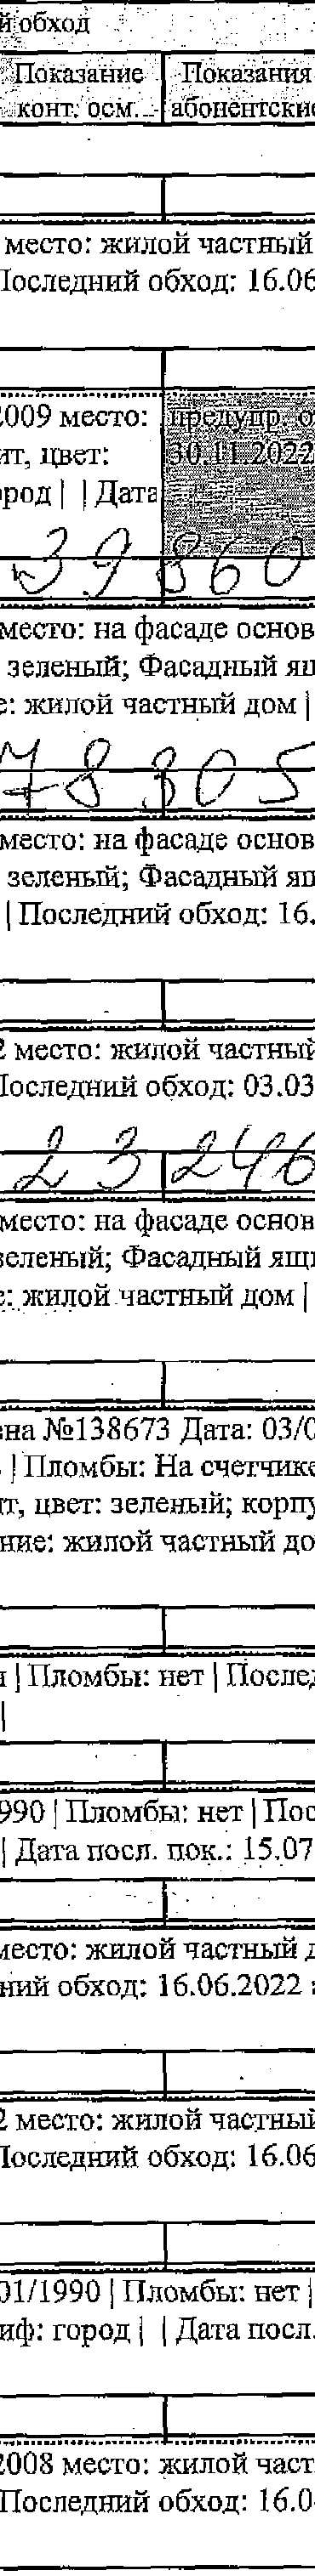 й обход
Показание Показания
конт. осм. абонентские
место: жилой частный
Последний обход: 16.06
2009 место: предупр. о
ит, цвет: 30.11.2022
ород | | Дата
39860
место: на фасаде основ
зеленый; Фасадный ящ
е: жилой частный дом |
78805
место: на фасаде основ
зеленый; Фасадный ящ
| Последний обход: 16.
2 место: жилой частный
Последний обход: 03.03
23246
место: на фасаде основ
зеленый; Фасадный ящи
е: жилой частный дом |
на №138673 Дата: 03/0
| Пломбы: На счетчике
ит, цвет: зеленый; корпу
ние: жилой частный до
| Пломбы: нет | Послед
|
990 | Пломбы: нет | Пос
| Дата посл. пок.: 15.07
место: жилой частный д
ний обход: 16.06.2022
2 место: жилой частный
Последний обход: 16.06
01/1990 | Пломбы: нет |
иф: город | | Дата посл.
2008 место: жилой част
Последний обход: 16.0